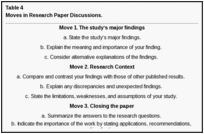 Table 4
Moves in Research Paper Discussions.
Move 1. The study's major findings
a. State the study's major findings.
b. Explain the meaning and importance of your finding.
c. Consider alternative explanations of the findings.
Move 2. Research Context
a. Compare and contrast your findings with those of other published results.
b. Explain any discrepancies and unexpected findings.
c. State the limitations, weaknesses, and assumptions of your study.
Move 3. Closing the paper
a. Summarize the answers to the research questions.
b. Indicate the importance of the work by stating applications, recommendations,